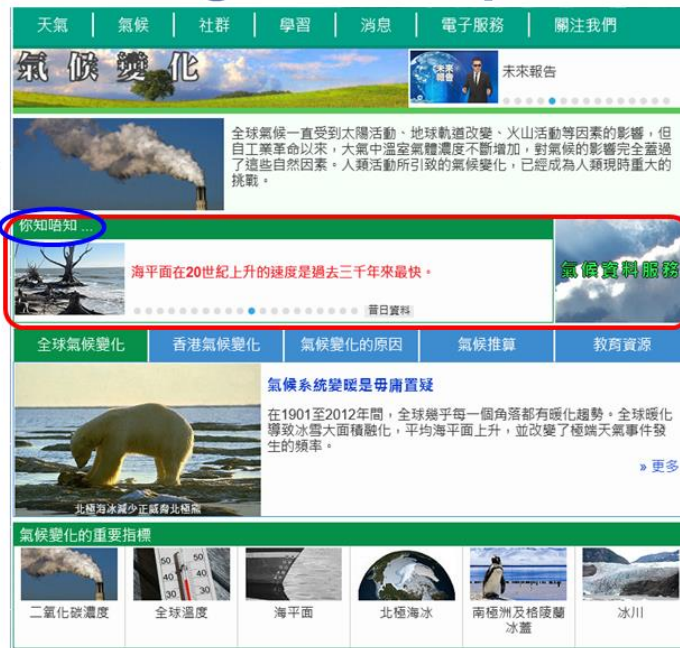 天氣 氣候 社群 學習 消息 電子服務 關注我們
氣候變化
未來報告
未來報告
全球氣候一直受到太陽活動、地球軌道改變、火山活動等因素的影響，但
自工業革命以來，大氣中溫室氣體濃度不斷增加，對氣候的影響完全蓋過
了這些自然因素。人類活動所引致的氣候變化，已經成為人類現時重大的
挑戰。
你知唔知 ...
海平面在20世紀上升的速度是過去三千年來最快。
昔日資料
氣候資料服務
全球氣候變化 香港氣候變化 氣候變化的原因 氣候推算 教育資源
氣候系統變暖是毋庸置疑
在1901至2012年間，全球幾乎每一個角落都有暖化趨勢。全球暖化
導致冰雪大面積融化，平均海平面上升，並改變了極端天氣事件發
生的頻率。
» 更多
北極海冰減少正威脅北極熊
氣候變化的重要指標
50 50
40 40
30 30
二氧化碳濃度 全球溫度 海平面 北極海冰 南極洲及格陵蘭 冰川
冰蓋